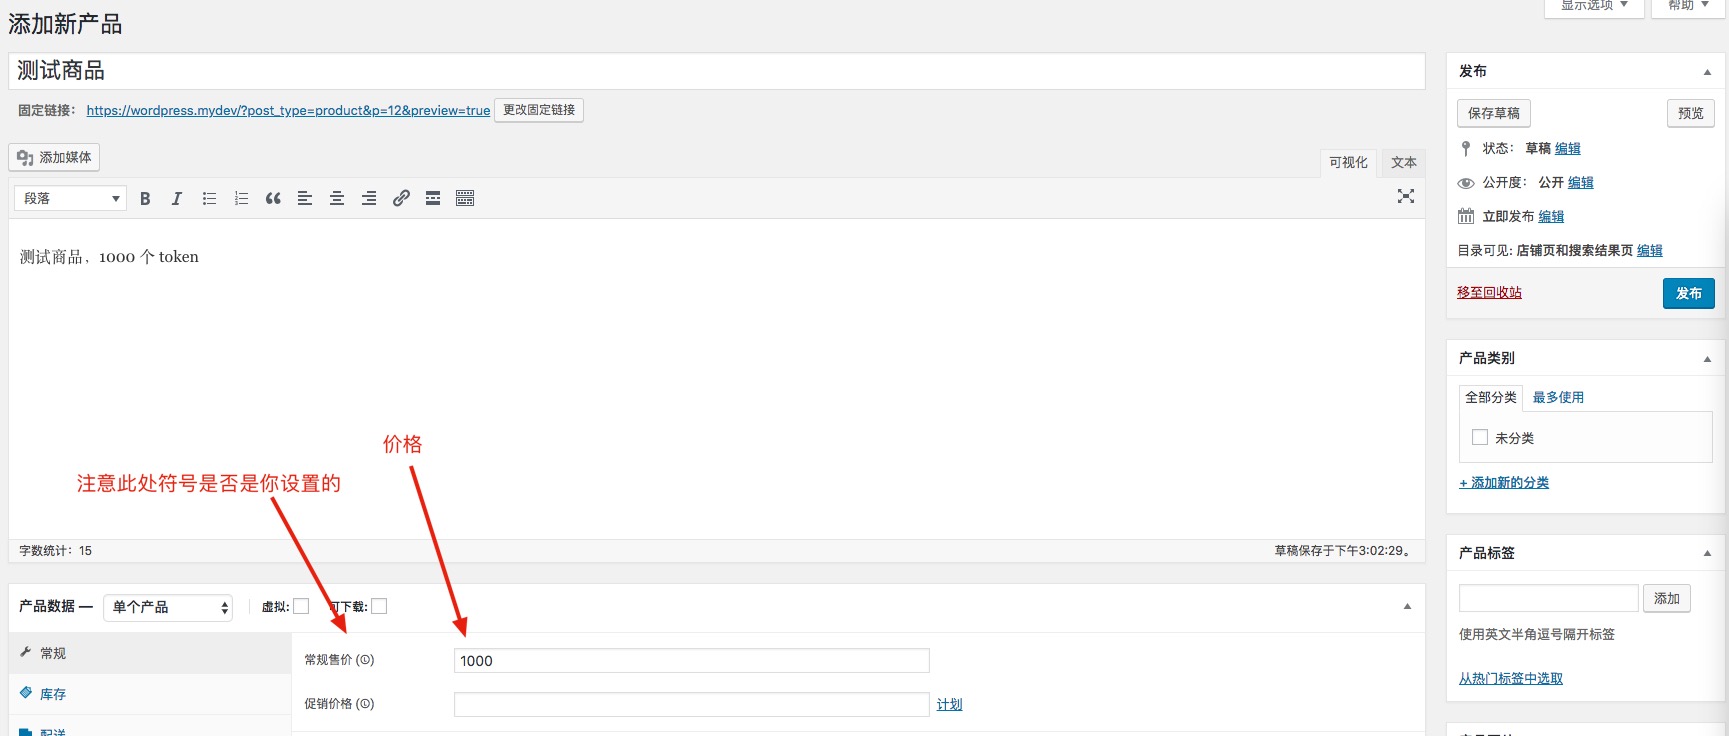 添加新产品
显示选项
帮助
测试商品
固定链接： https://wordpress.mydev/?post_type=product&p=12&preview=true 更改固定链接
添加媒体
可视化 文本
段落
测试商品，1000 个 token
价格
注意此处符号是否是你设置的
字数统计：15
草稿保存于下午3:02:29。
产品数据 — 单个产品 虚拟: 可下载:
常规
库存
配送
常规售价
1000
促销价格
计划
发布
保存草稿 预览
状态： 草稿 编辑
公开度： 公开 编辑
立即发布 编辑
目录可见: 店铺页和搜索结果页 编辑
移至回收站 发布
产品类别
全部分类 最多使用
未分类
+ 添加新的分类
产品标签
添加
使用英文半角逗号隔开标签
从热门标签中选取